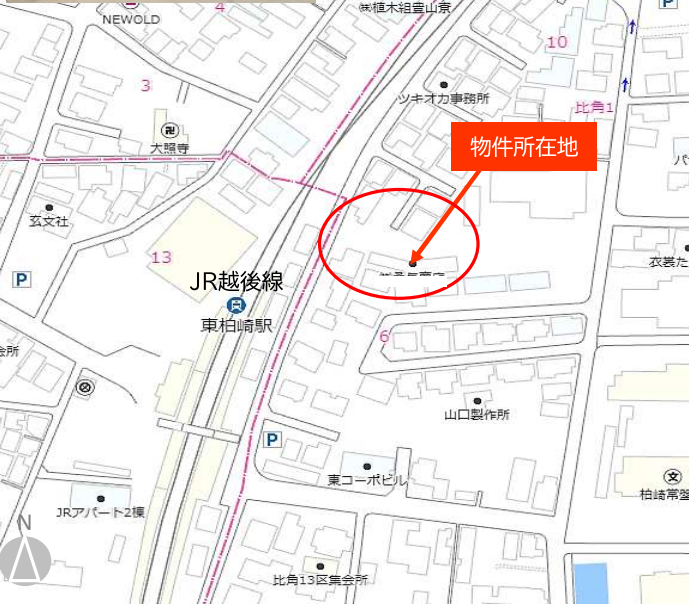 ㈱植木組霊山寮
NEWOLD
4
P
10
3
ツキオカ事務所
比角1
卍
大照寺
物件所在地
パ
玄文社
衣裳た
13
P
JR越後線
東柏崎駅
6
会所
山口製作所
P
東コーポビル
文
柏崎常盤
JRアパート2棟
N
比角13区集会所